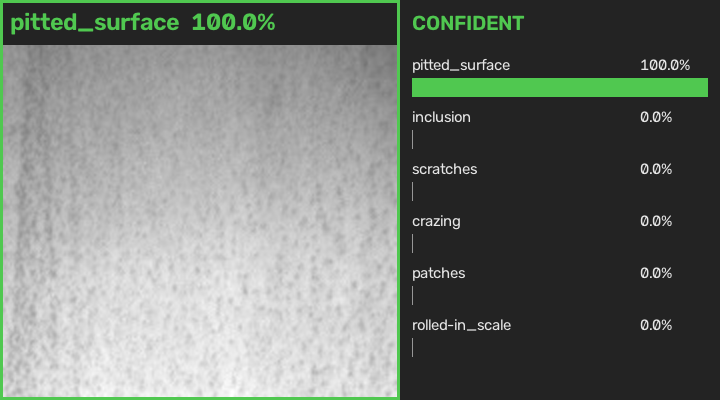 pitted_surface 100.0%
CONFIDENT
pitted_surface 100.0%
inclusion 0.0%
scratches 0.0%
crazing 0.0%
patches 0.0%
rolled-in_scale 0.0%